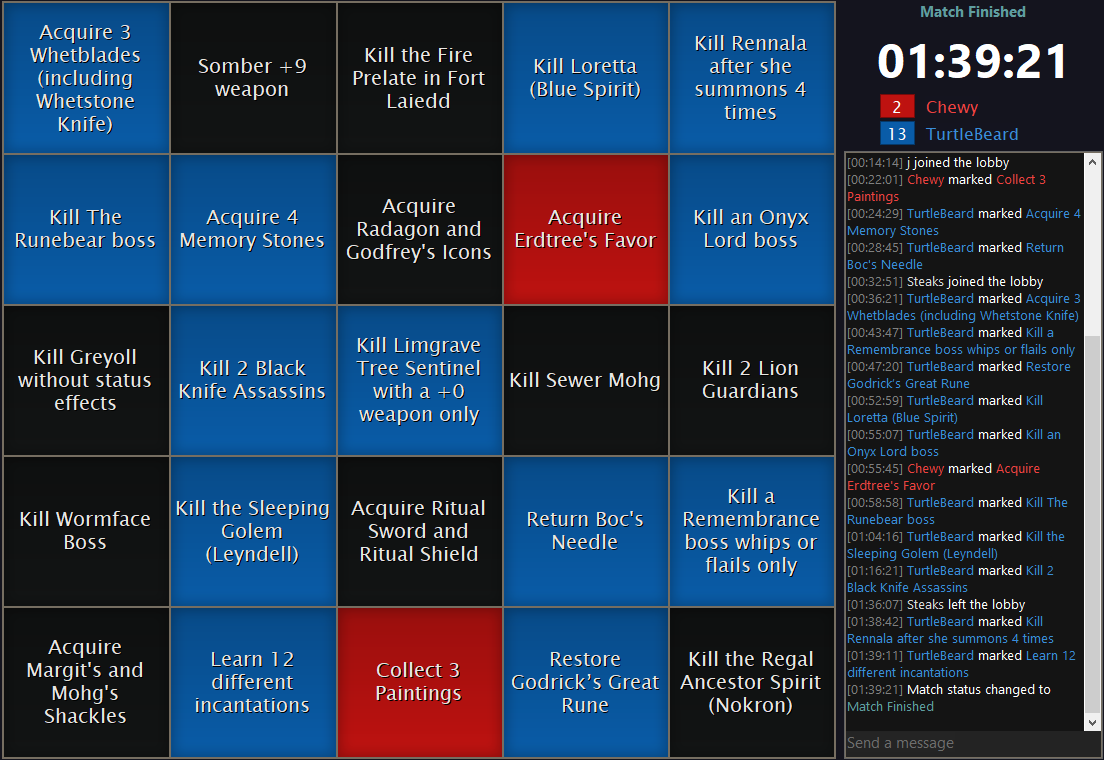 Acquire 3
Whetblades
(including
Whetstone
Knife)
Somber +9
weapon
Kill the Fire
Prelate in Fort
Laiedd
Kill Loretta
(Blue Spirit)
Kill Rennala
after she
summons 4
times
Kill The
Runebear boss
Acquire 4
Memory Stones
Acquire
Radagon and
Godfrey's Icons
Acquire
Erdtree's Favor
Kill an Onyx
Lord boss
Kill Greyoll
without status
effects
Kill 2 Black
Knife Assassins
Kill Limgrave
Tree Sentinel
with a +0
weapon only
Kill Sewer Mohg
Kill 2 Lion
Guardians
Kill Wormface
Boss
Kill the Sleeping
Golem
(Leyndell)
Acquire Ritual
Sword and
Ritual Shield
Return Boc's
Needle
Kill a
Remembrance
boss whips or
flails only
Acquire
Margit's and
Mohg's
Shackles
Learn 12
different
incantations
Collect 3
Paintings
Restore
Godrick’s Great
Rune
Kill the Regal
Ancestor Spirit
(Nokron)
Match Finished
01:39:21
2 Chewy
13 TurtleBeard
[00:14:14] j joined the lobby
[00:22:01] Chewy marked Collect 3
Paintings
[00:24:29] TurtleBeard marked Acquire 4
Memory Stones
[00:28:45] TurtleBeard marked Return
Boc's Needle
[00:32:51] Steaks joined the lobby
[00:36:21] TurtleBeard marked Acquire 3
Whetblades (including Whetstone Knife)
[00:43:47] TurtleBeard marked Kill a
Remembrance boss whips or flails only
[00:47:20] TurtleBeard marked Restore
Godrick's Great Rune
[00:52:59] TurtleBeard marked Kill
Loretta (Blue Spirit)
[00:55:07] TurtleBeard marked Kill an
Onyx Lord boss
[00:55:45] Chewy marked Acquire
Erdtree's Favor
[00:58:58] TurtleBeard marked Kill The
Runebear boss
[01:04:16] TurtleBeard marked Kill the
Sleeping Golem (Leyndell)
[01:16:21] TurtleBeard marked Kill 2
Black Knife Assassins
[01:36:07] Steaks left the lobby
[01:38:42] TurtleBeard marked Kill
Rennala after she summons 4 times
[01:39:11] TurtleBeard marked Learn 12
different incantations
[01:39:21] Match status changed to
Match Finished
Send a message